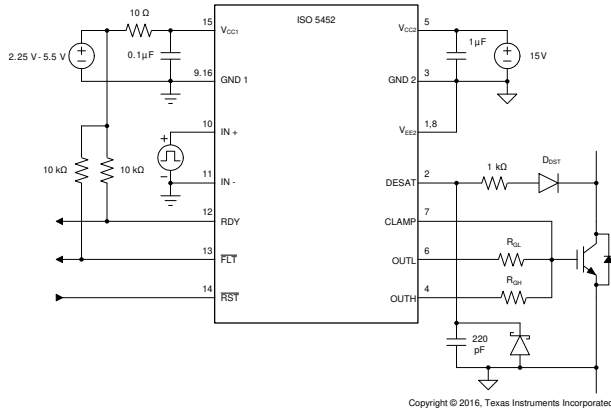 10 Ω
15
VCC1
ISO 5452
VCC2
5
2.25 V - 5.5 V
0.1µF
1µF
15V
9, 16
GND 1
GND 2
3
10
IN +
VEE2
1,8
10 kΩ
10 kΩ
11
IN -
DESAT
2
1 kΩ
DDST
12
RDY
CLAMP
7
13
FLT
OUTL
6
RGL
14
RST
OUTH
4
RGH
220
pF
Copyright © 2016, Texas Instruments Incorporated